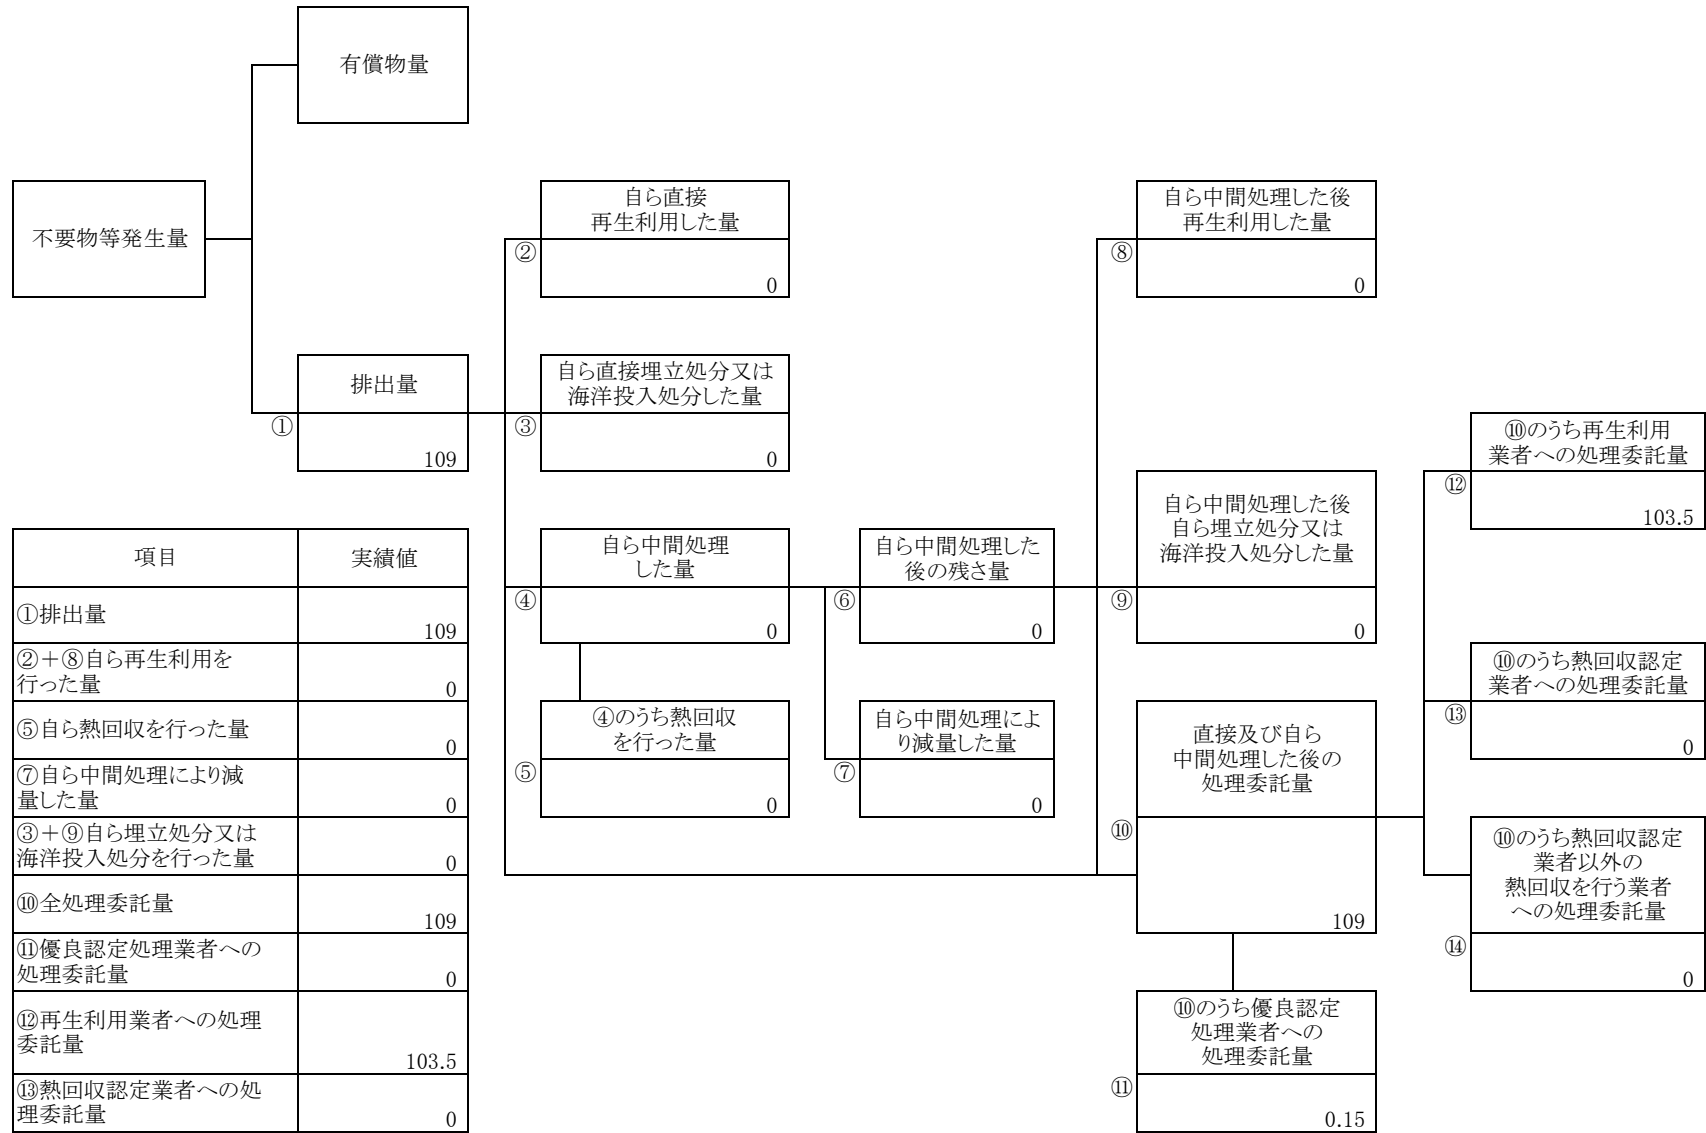 有償物量
不要物等発生量
自ら直接
再生利用した量
②
0
自ら中間処理した後
再生利用した量
⑧
0
排出量
①
109
自ら直接埋立処分又は
海洋投入処分した量
③
0
⑩のうち再生利用
業者への処理委託量
⑫
103.5
自ら中間処理
した量
④
0
自ら中間処理した
後の残さ量
⑥
0
自ら中間処理した後
自ら埋立処分又は
海洋投入処分した量
⑨
0
⑩のうち熱回収認定
業者への処理委託量
⑬
0
④のうち熱回収
を行った量
⑤
0
自ら中間処理によ
り減量した量
⑦
0
直接及び自ら
中間処理した後の
処理委託量
⑩
109
⑩のうち熱回収認定
業者以外の
熱回収を行う業者
への処理委託量
⑭
0
⑩のうち優良認定
処理業者への
処理委託量
⑪
0.15
項目 実績値
①排出量
109
②＋⑧自ら再生利用を
行った量
0
⑤自ら熱回収を行った量
0
⑦自ら中間処理により減
量した量
0
③＋⑨自ら埋立処分又は
海洋投入処分を行った量
0
⑩全処理委託量
109
⑪優良認定処理業者への
処理委託量
0
⑫再生利用業者への処理
委託量
103.5
⑬熱回収認定業者への処
理委託量
0